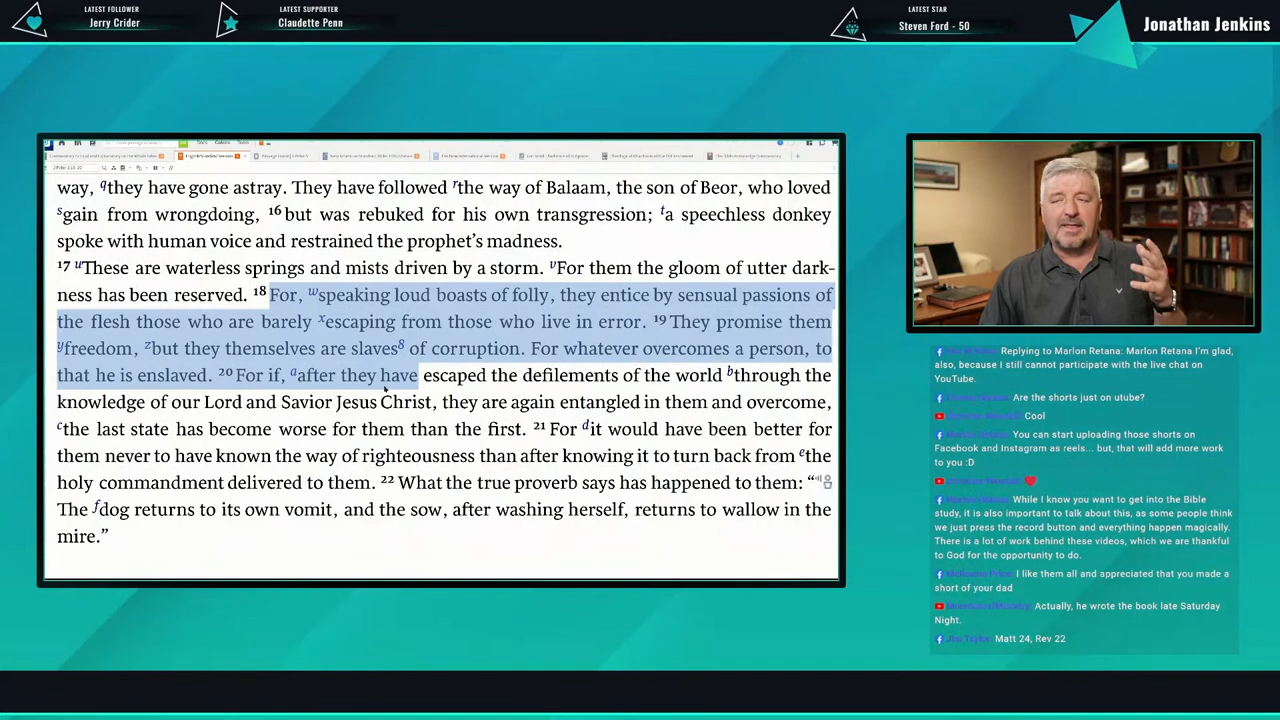 LATEST FOLLOWER
Jerry Crider
LATEST SUPPORTER
Claudette Penn
LATEST STAR
Steven Ford - 50
Jonathan Jenkins
way, qthey have gone astray. They have followed rthe way of Balaam, the son of Beor, who loved
sgain from wrongdoing, 16 but was rebuked for his own transgression; ta speechless donkey
spoke with human voice and restrained the prophet's madness.
17 uThese are waterless springs and mists driven by a storm. vFor them the gloom of utter dark-
ness has been reserved. 18 For, wspeaking loud boasts of folly, they entice by sensual passions of
the flesh those who are barely xescaping from those who live in error. 19 They promise them
yfreedom, zbut they themselves are slaves8 of corruption. For whatever overcomes a person, to
that he is enslaved. 20 For if, aafter they have escaped the defilements of the world bthrough the
knowledge of our Lord and Savior Jesus Christ, they are again entangled in them and overcome,
cthe last state has become worse for them than the first. 21 For dit would have been better for
them never to have known the way of righteousness than after knowing it to turn back from ethe
holy commandment delivered to them. 22 What the true proverb says has happened to them: “
The fdog returns to its own vomit, and the sow, after washing herself, returns to wallow in the
mire.”
Replying to Marlon Retana: Marlon Retana I'm glad,
also, because I still cannot participate with the live chat on
YouTube.
Are the shorts just on utube?
Cool
You can start uploading those shorts on
Facebook and Instagram as reels... but, that will add more work
to you :D
While I know you want to get into the Bible
study, it is also important to talk about this, as some people think
we just press the record button and everything happen magically.
There is a lot of work behind these videos, which we are thankful
to God for the opportunity to do.
I like them all and appreciated that you made a
short of your dad
Actually, he wrote the book late Saturday
Night.
Matt 24, Rev 22